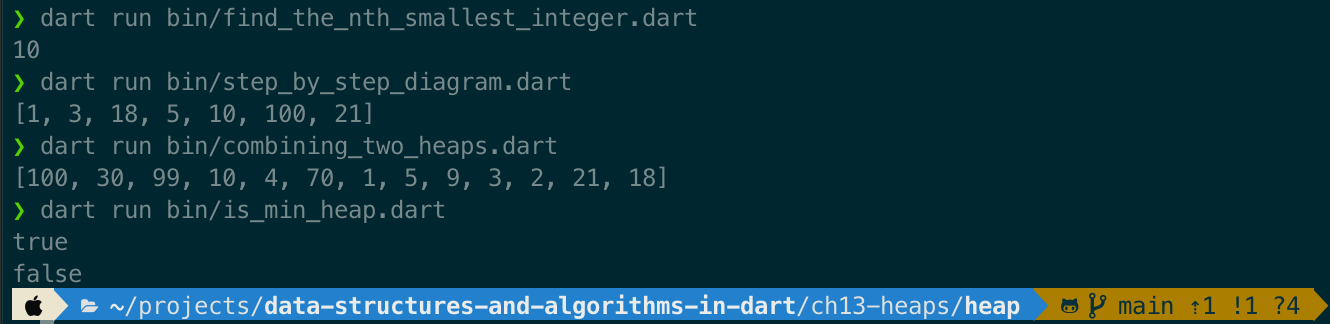 ❯ dart run bin/find_the_nth_smallest_integer.dart
10
❯ dart run bin/step_by_step_diagram.dart
[1, 3, 18, 5, 10, 100, 21]
❯ dart run bin/combining_two_heaps.dart
[100, 30, 99, 10, 4, 70, 1, 5, 9, 3, 2, 21, 18]
❯ dart run bin/is_min_heap.dart
true
false
~/projects/data-structures-and-algorithms-in-dart/ch13-heaps/heap main ⇡1 !1 ?4